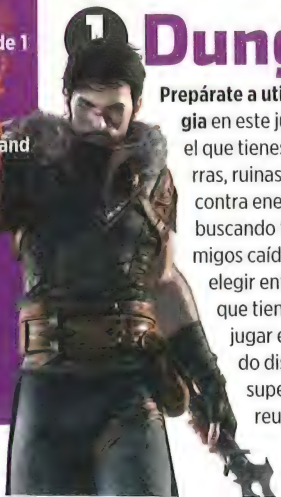 de 1
and
1
Dung
Prepárate a uti
gia en este ju
el que tienes
rras, ruinas
contra ene
buscando
migos caíd
elegir en
que tien
jugar e
do dis
supe
reu